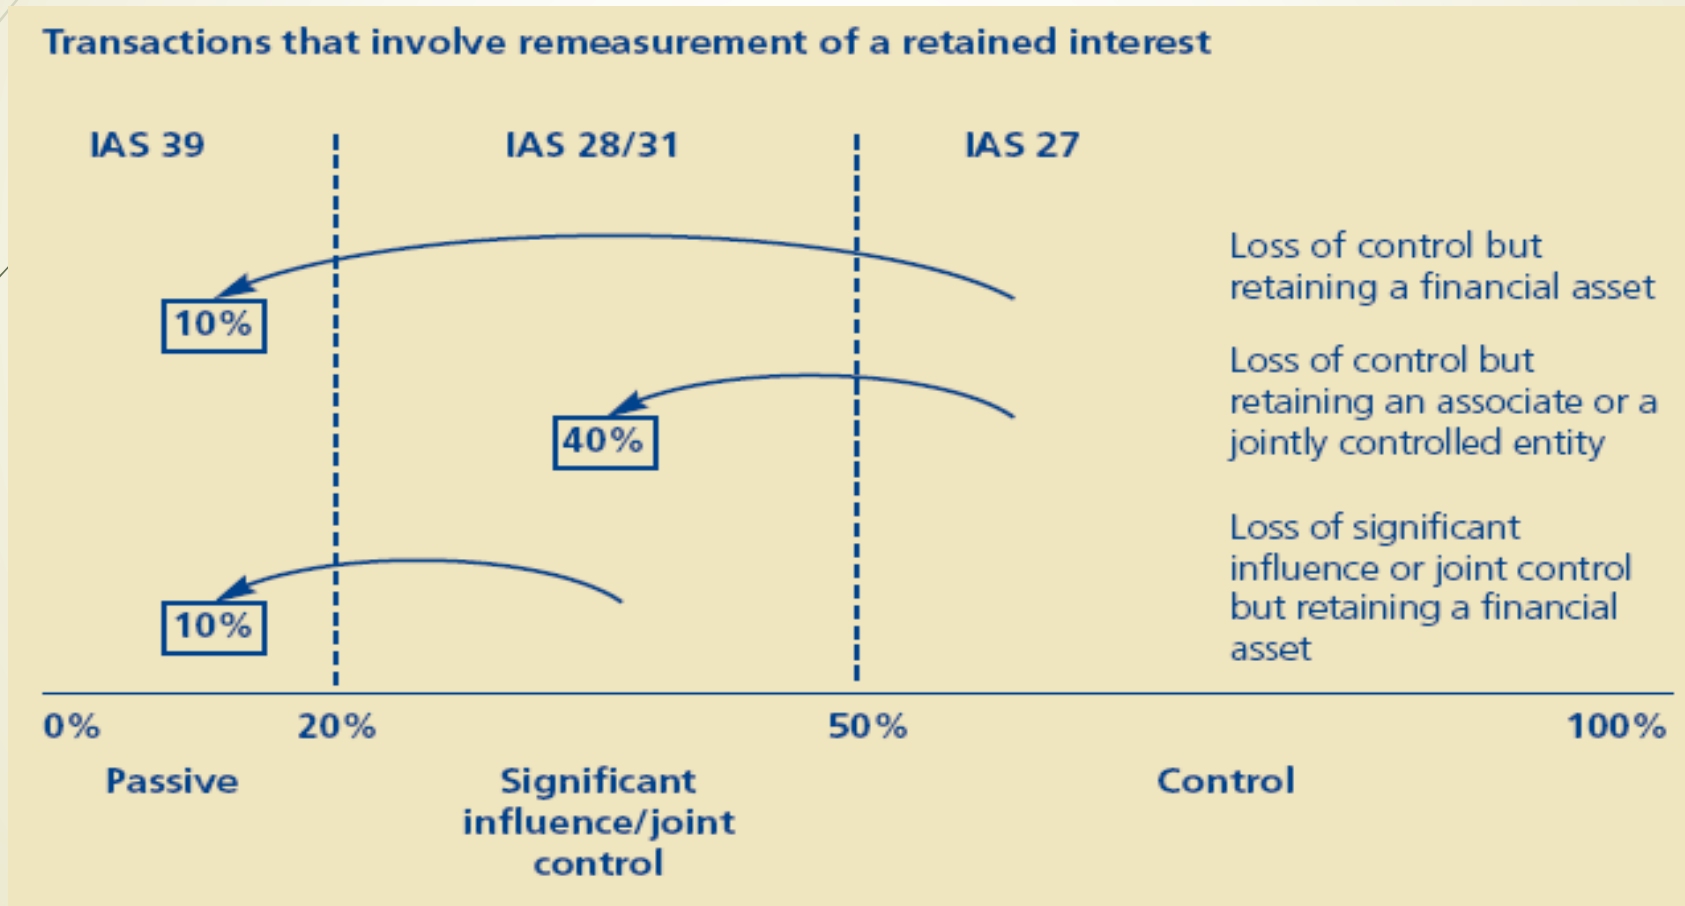 Transactions that involve remeasurement of a retained interest
IAS 39
IAS 28/31
IAS 27
10%
Loss of control but
retaining a financial asset
40%
Loss of control but
retaining an associate or a
jointly controlled entity
10%
Loss of significant
influence or joint control
but retaining a financial
asset
0%
20%
50%
100%
Passive
Significant
influence/joint
control
Control